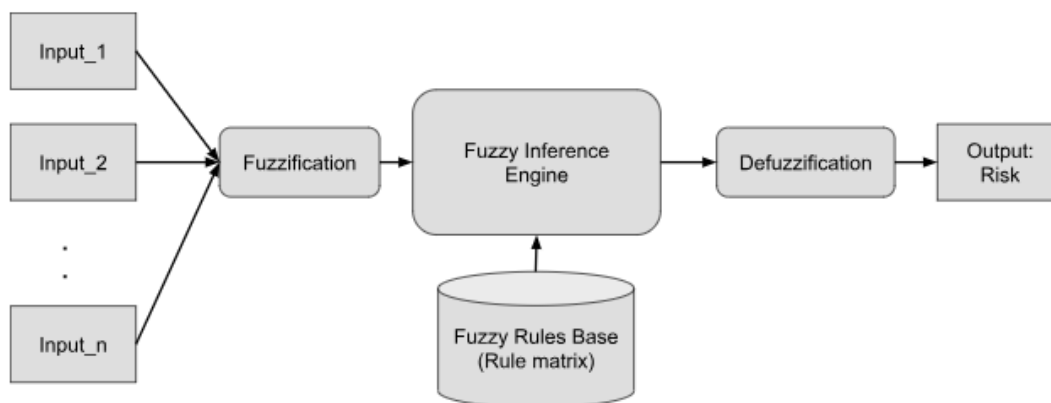 Input_1
Input_2
.
.
Input_n
Fuzzification
Fuzzy Inference
Engine
Fuzzy Rules Base
(Rule matrix)
Defuzzification
Output:
Risk